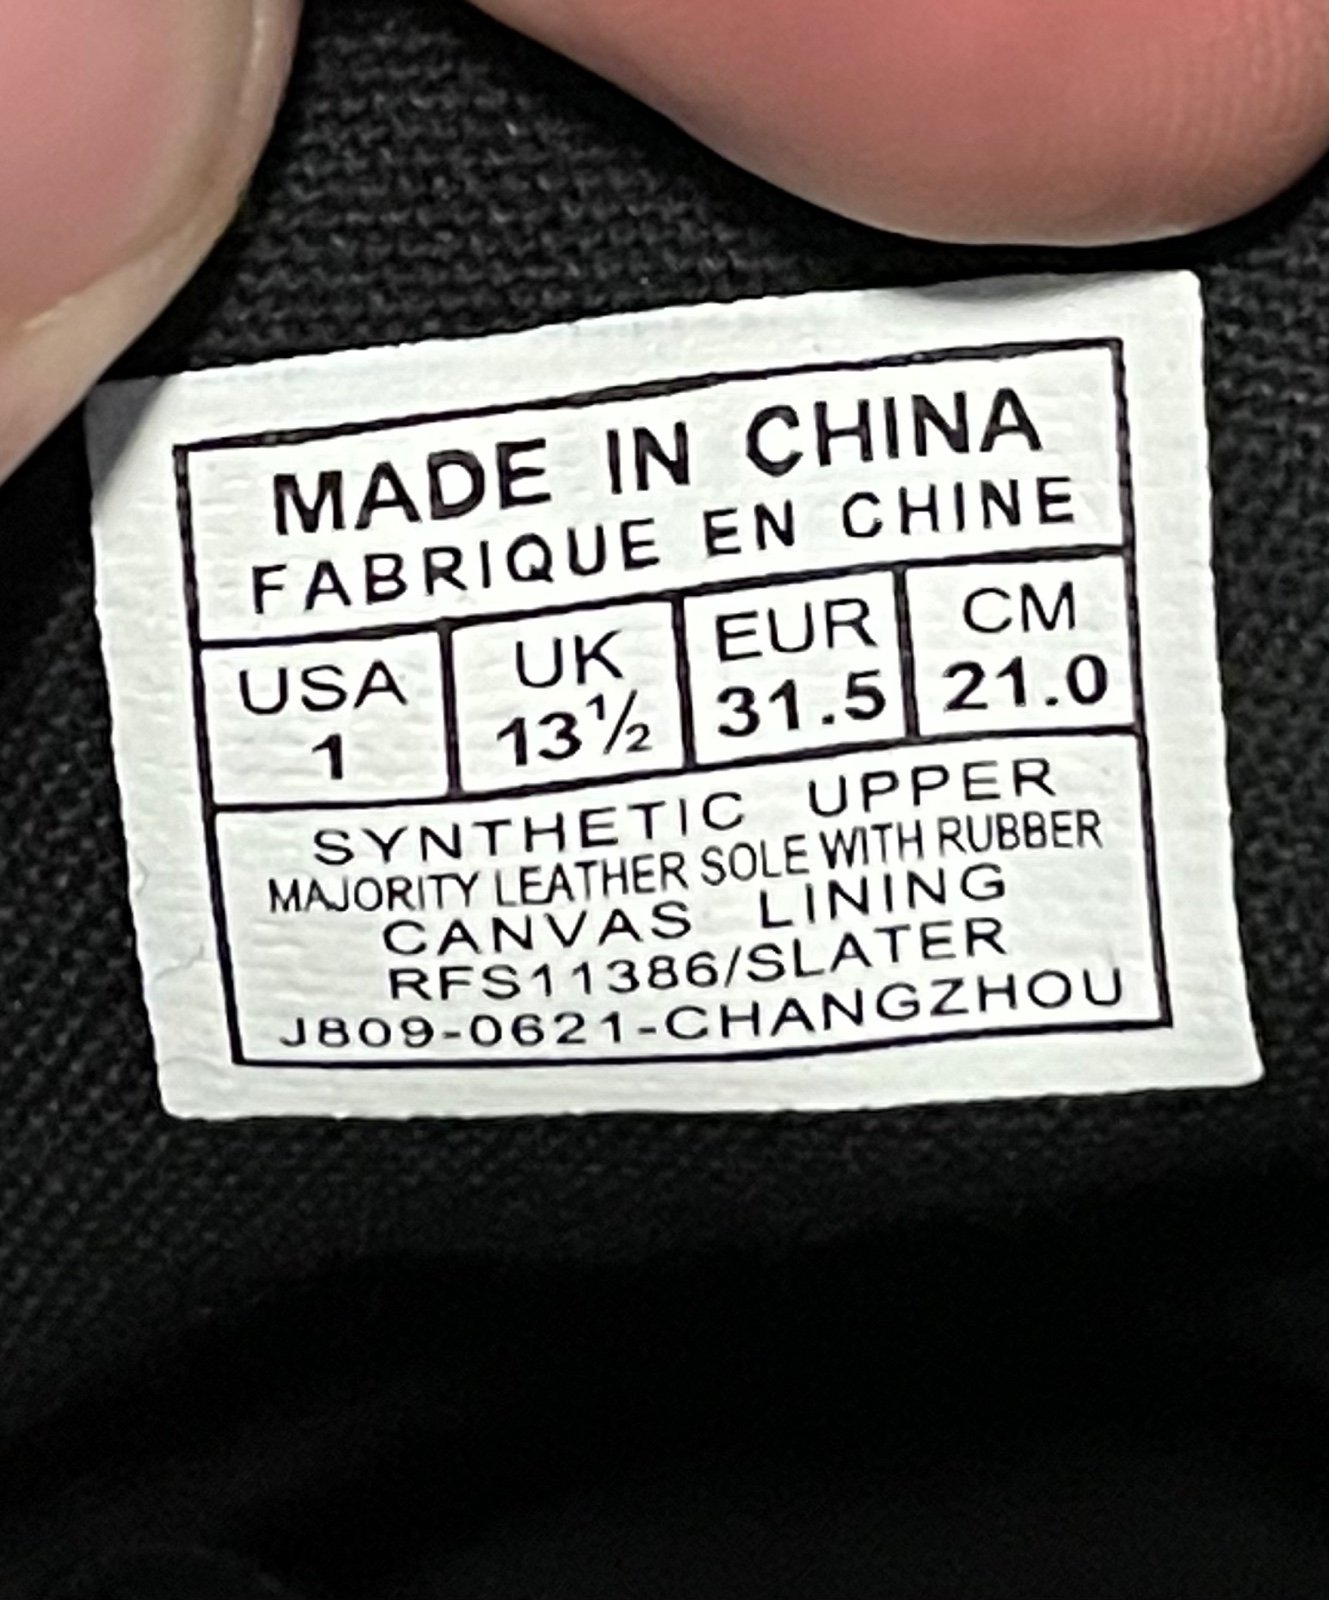 MADE IN CHINA
FABRIQUE EN CHINE
USA UK EUR CM
1 13½ 31.5 21.0
SYNTHETIC UPPER
MAJORITY LEATHER SOLE WITH RUBBER
CANVAS LINING
RFS11386/SLATER
J809-0621-CHANGZHOU